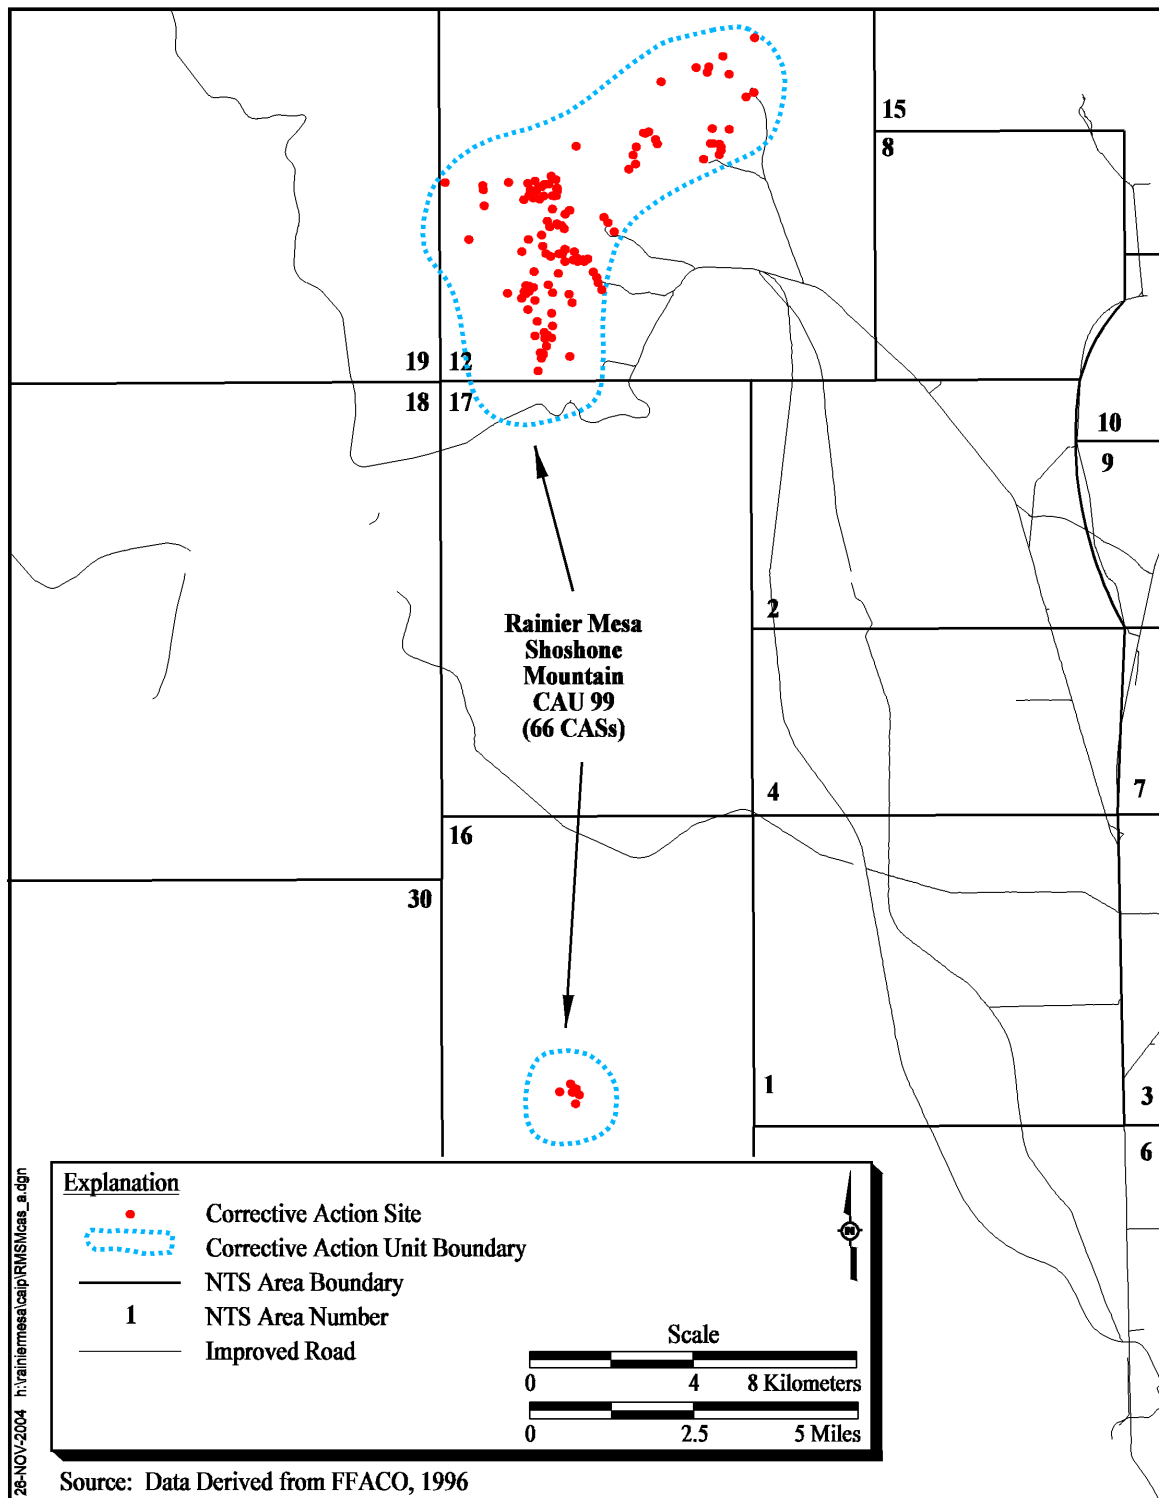 15
8
19
12
18
17
10
9
Rainier Mesa
Shoshone
Mountain
CAU 99
(66 CASs)
2
4
7
16
30
1
3
6
Explanation
Corrective Action Site
Corrective Action Unit Boundary
NTS Area Boundary
1 NTS Area Number
Improved Road
N
Scale
0 4 8 Kilometers
0 2.5 5 Miles
26-NOV-2004 h:\rainiermesa\caip\RMSMcas_a.dgn
Source: Data Derived from FFACO, 1996